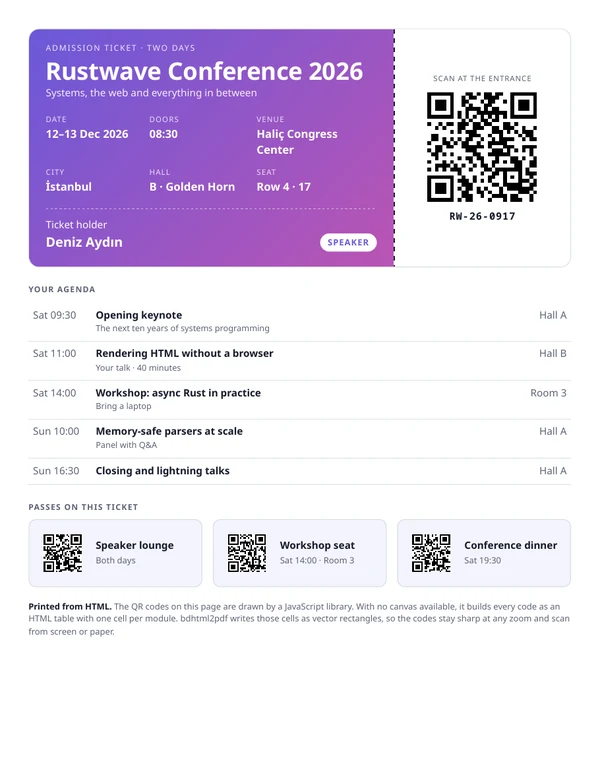 ADMISSION TICKET · TWO DAYS
Rustwave Conference 2026
Systems, the web and everything in between
DATE
12–13 Dec 2026
DOORS
08:30
VENUE
Haliç Congress
Center
CITY
İstanbul
HALL
B · Golden Horn
SEAT
Row 4 · 17
Ticket holder
Deniz Aydın
SPEAKER
SCAN AT THE ENTRANCE
RW-26-0917
YOUR AGENDA
Sat 09:30 Opening keynote Hall A
The next ten years of systems programming
Sat 11:00 Rendering HTML without a browser Hall B
Your talk · 40 minutes
Sat 14:00 Workshop: async Rust in practice Room 3
Bring a laptop
Sun 10:00 Memory-safe parsers at scale Hall A
Panel with Q&A
Sun 16:30 Closing and lightning talks Hall A
PASSES ON THIS TICKET
Speaker lounge
Both days
Workshop seat
Sat 14:00 · Room 3
Conference dinner
Sat 19:30
Printed from HTML. The QR codes on this page are drawn by a JavaScript library. With no canvas available, it builds every code as an
HTML table with one cell per module. bdhtml2pdf writes those cells as vector rectangles, so the codes stay sharp at any zoom and scan
from screen or paper.